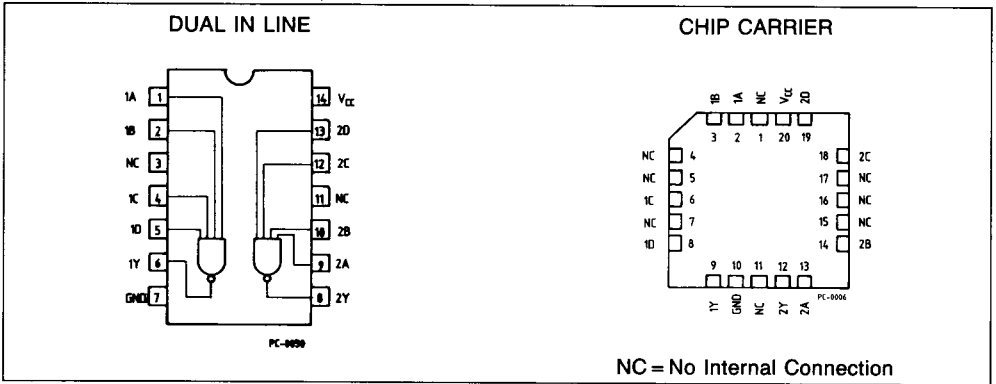 DUAL IN LINE
1A 1
1B 2
NC 3
1C 4
1D 5
1Y 6
GND 7
14 VCC
13 2D
12 2C
11 NC
10 2B
9 2A
8 2Y
PC-0090
CHIP CARRIER
1B 1A NC VCC 2D
3 2 1 20 19
NC 4
NC 5
1C 6
NC 7
1D 8
18 2C
17 NC
16 NC
15 NC
14 2B
9 10 11 12 13
1Y GND NC 2Y 2A
PC-0006
NC=No Internal Connection